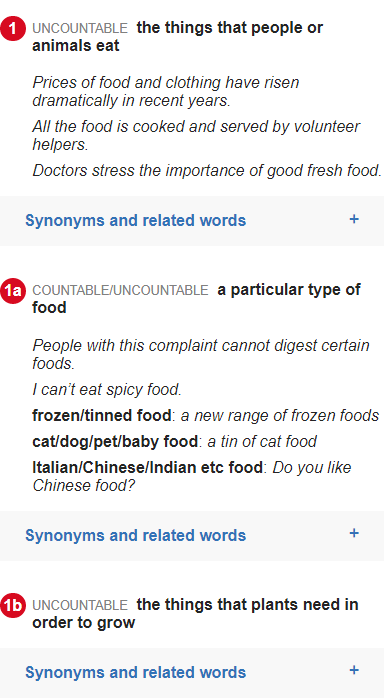 1 UNCOUNTABLE the things that people or
animals eat
Prices of food and clothing have risen
dramatically in recent years.
All the food is cooked and served by volunteer
helpers.
Doctors stress the importance of good fresh food.
Synonyms and related words +
1a COUNTABLE/UNCOUNTABLE a particular type of
food
People with this complaint cannot digest certain
foods.
I can’t eat spicy food.
frozen/tinned food: a new range of frozen foods
cat/dog/pet/baby food: a tin of cat food
Italian/Chinese/Indian etc food: Do you like
Chinese food?
Synonyms and related words +
1b UNCOUNTABLE the things that plants need in
order to grow
Synonyms and related words +